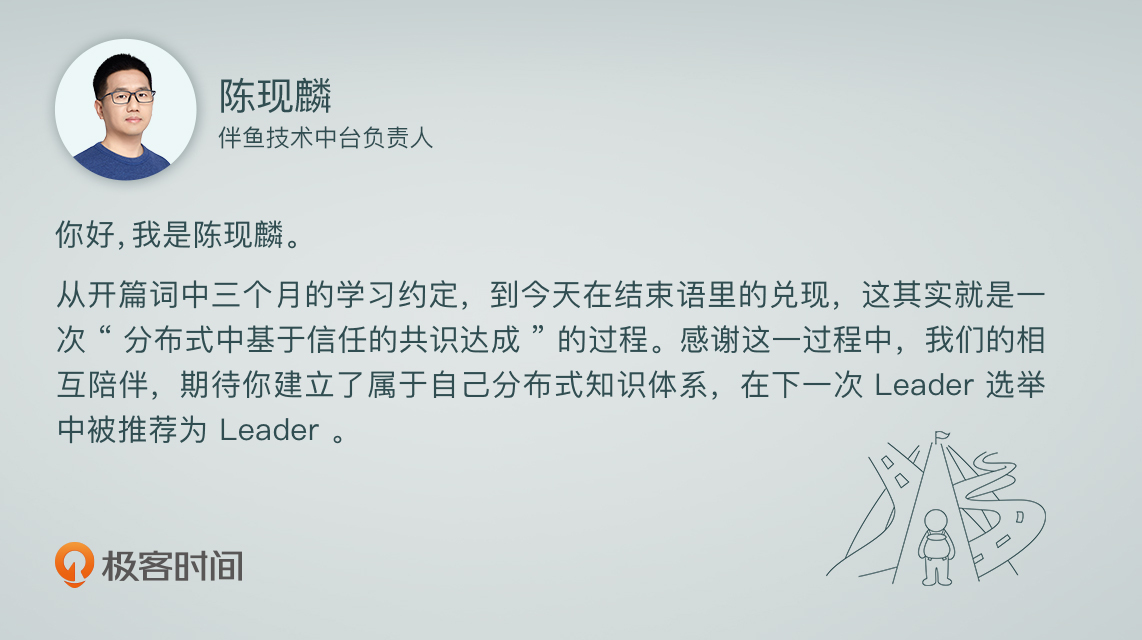 陈现麟
伴鱼技术中台负责人
你好，我是陈现麟。
从开篇词中三个月的学习约定，到今天在结束语里的兑现，这其实就是一
次“分布式中基于信任的共识达成”的过程。感谢这一过程中，我们的相
互陪伴，期待你建立了属于自己分布式知识体系，在下一次 Leader 选举
中被推荐为 Leader 。
极客时间